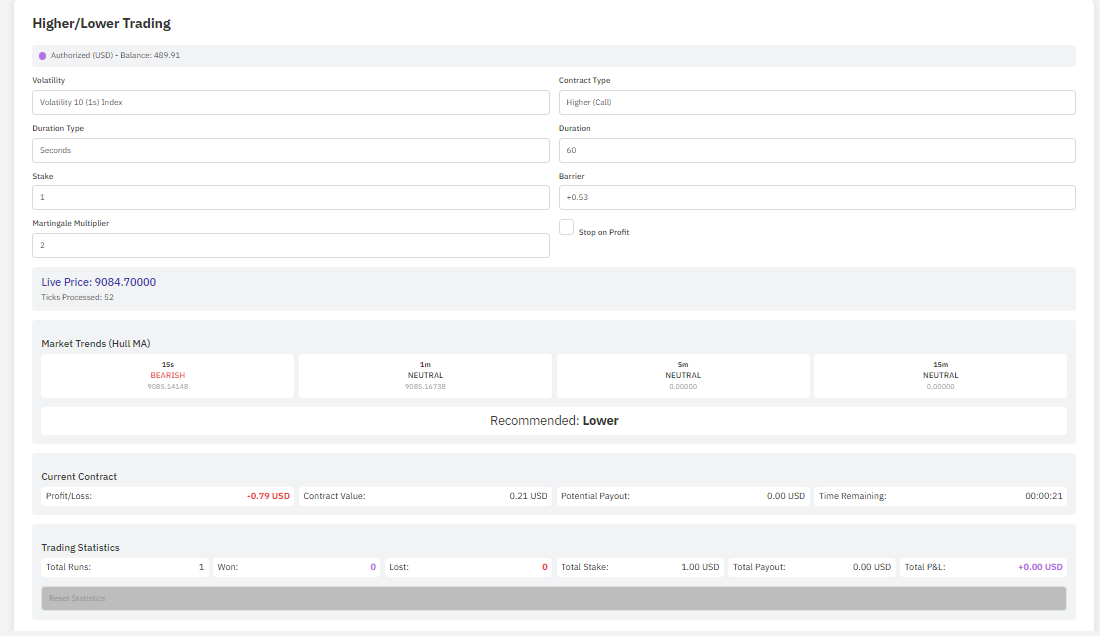 Higher/Lower Trading
Authorized (USD) - Balance: 489.91
Volatility
Contract Type
Volatility 10 (1s) Index
Higher (Call)
Duration Type
Duration
Seconds
60
Stake
Barrier
1
+0.53
Martingale Multiplier
2
Stop on Profit
Live Price: 9084.70000
Ticks Processed: 52
Market Trends (Hull MA)
15s
BEARISH
9085.14148
1m
NEUTRAL
9085.16738
5m
NEUTRAL
0.00000
15m
NEUTRAL
0.00000
Recommended: Lower
Current Contract
Profit/Loss: -0.79 USD
Contract Value: 0.21 USD
Potential Payout: 0.00 USD
Time Remaining: 00:00:21
Trading Statistics
Total Runs: 1
Won: 0
Lost: 0
Total Stake: 1.00 USD
Total Payout: 0.00 USD
Total P&L: +0.00 USD
Reset Statistics